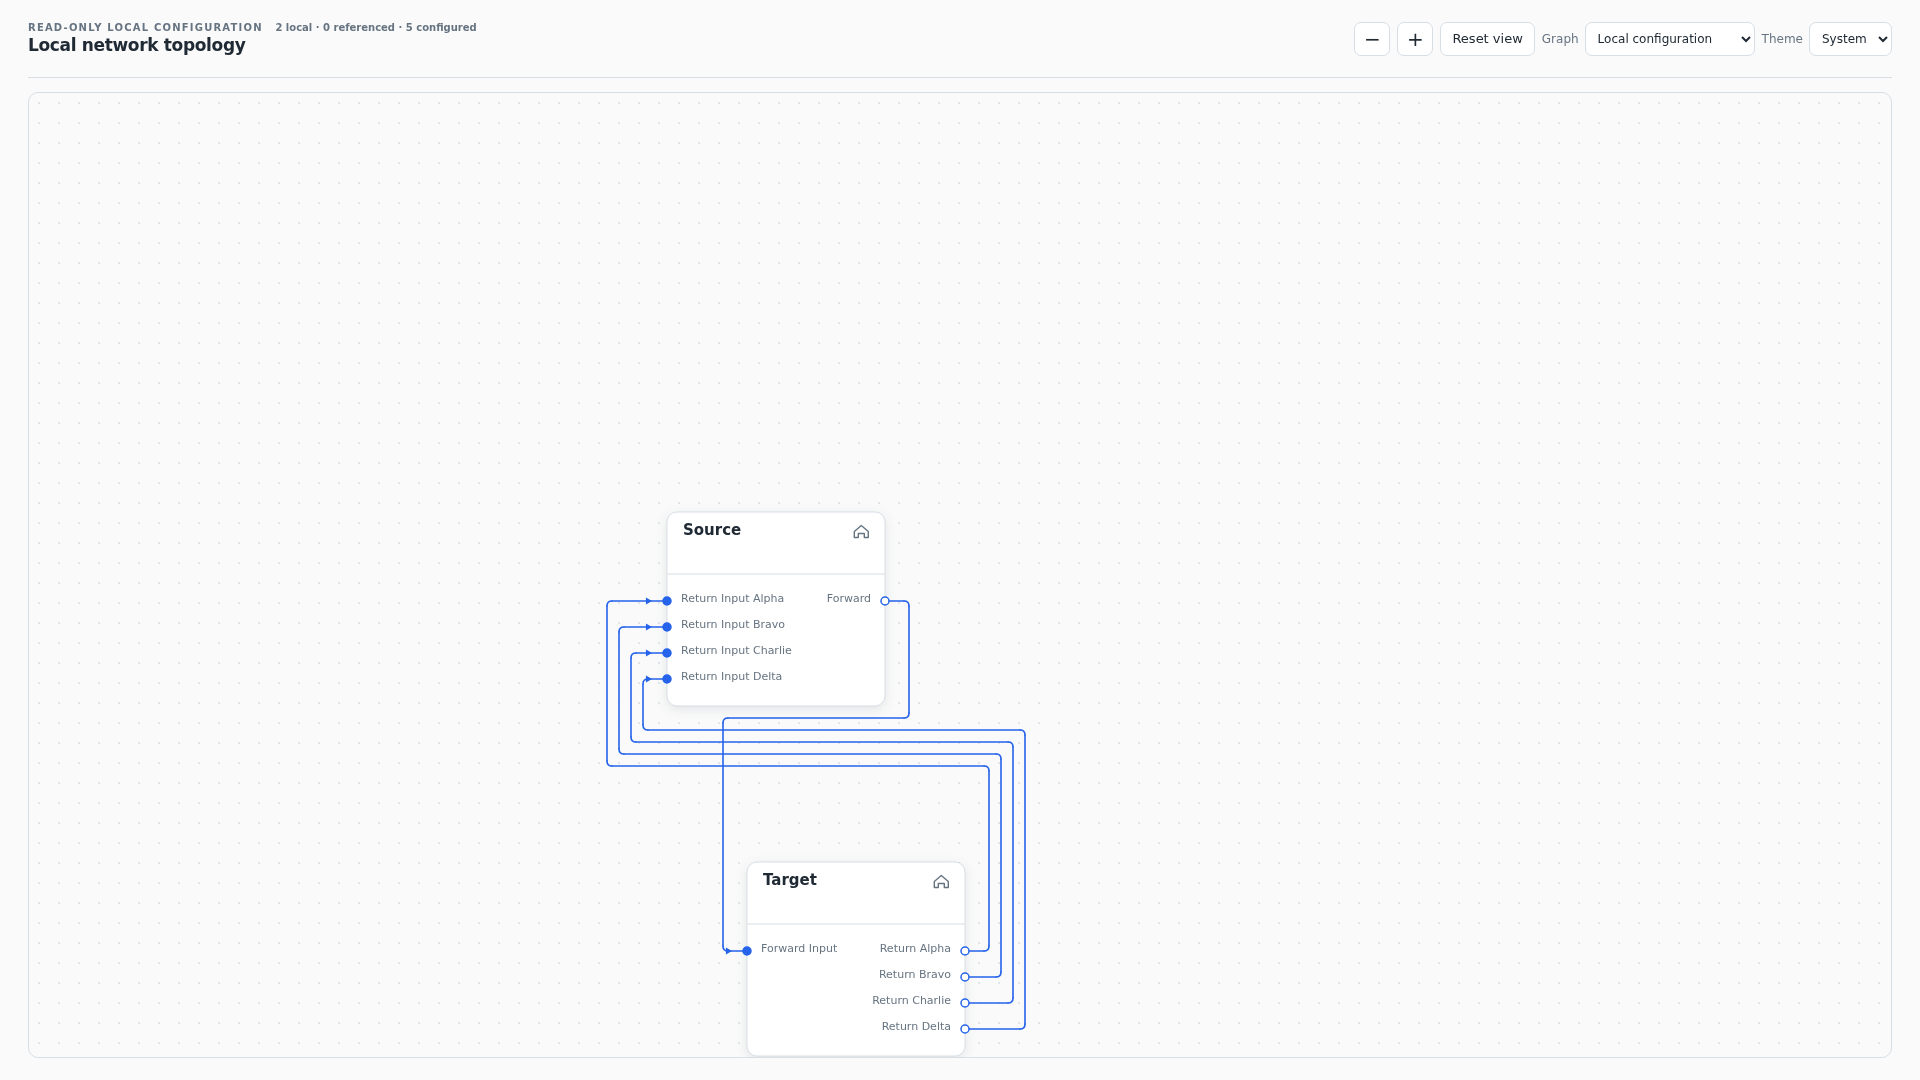 READ-ONLY LOCAL CONFIGURATION 2 local · 0 referenced · 5 configured
Local network topology
− + Reset view Graph Local configuration Theme System
Source
Return Input Alpha Forward
Return Input Bravo
Return Input Charlie
Return Input Delta
Target
Forward Input Return Alpha
Return Bravo
Return Charlie
Return Delta